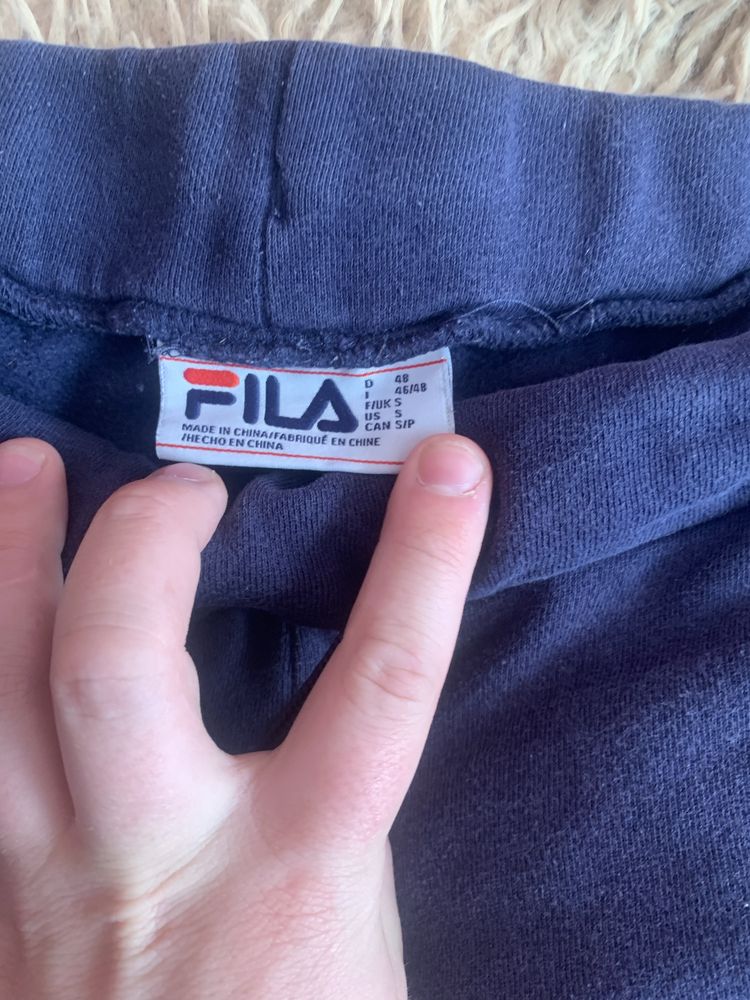 FILA
D 48
I 46/48
F/UK S
US S
CAN S/P
MADE IN CHINA/FABRIQUÉ EN CHINE
/HECHO EN CHINA